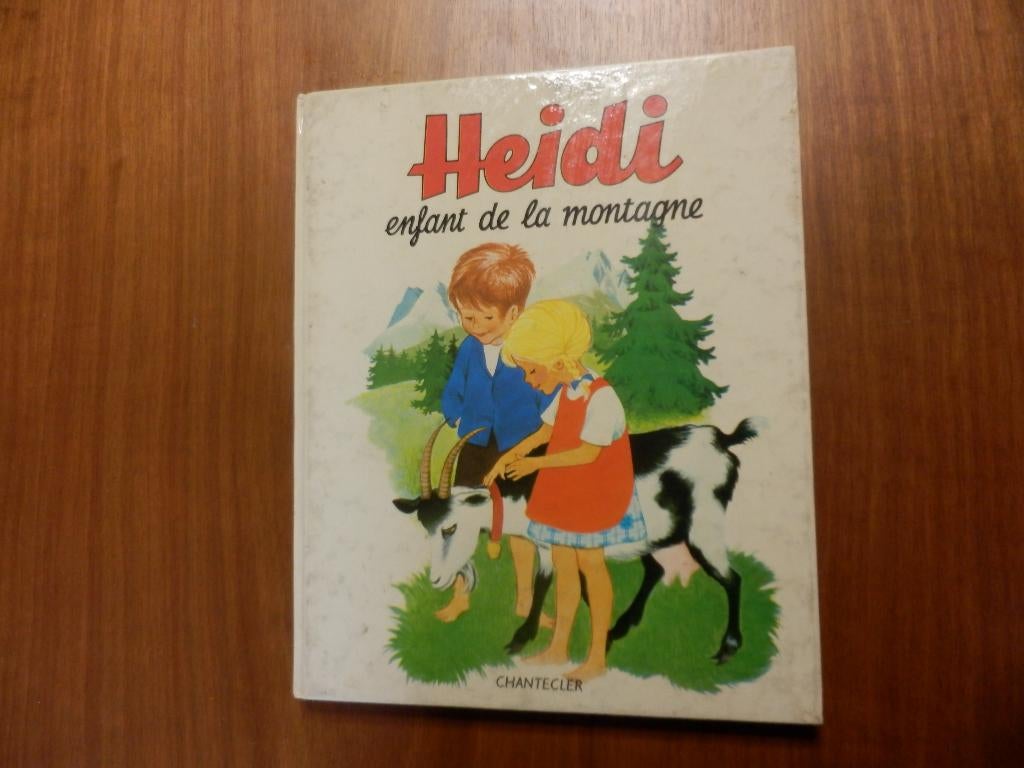 Heidi
enfant de la montagne
CHANTECLER